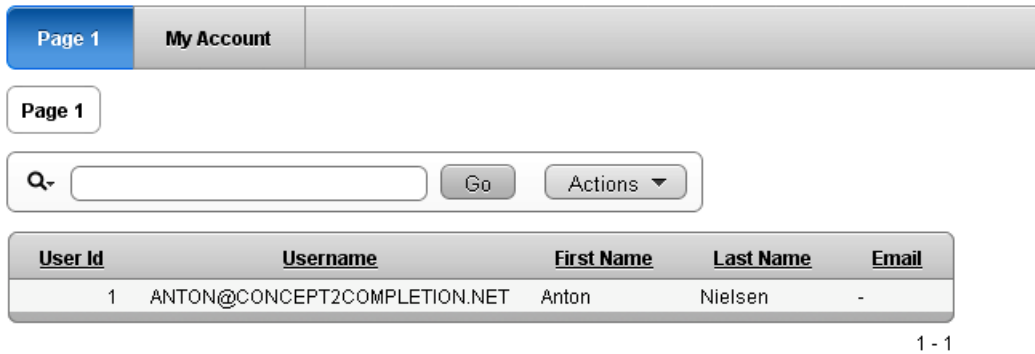 Page 1 My Account
Page 1
Go Actions
User Id Username First Name Last Name Email
1 ANTON@CONCEPT2COMPLETION.NET Anton Nielsen -
1 - 1